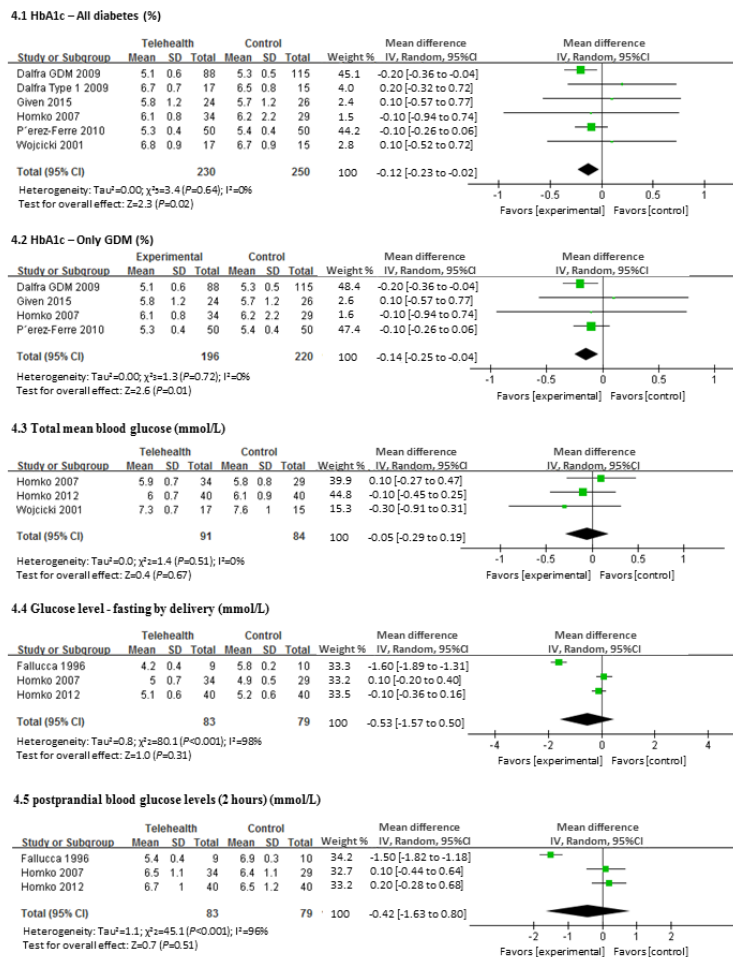 4.1 HbA1c – All diabetes (%)
Telehealth Control Mean difference Mean difference
Study or Subgroup Mean SD Total Mean SD Total Weight % IV, Random, 95%CI IV, Random, 95%CI
Dalfra GDM 2009 5.1 0.6 88 5.3 0.5 115 45.1 -0.20 [-0.36 to -0.04]
Dalfra Type 1 2009 6.7 0.7 17 6.5 0.8 15 4.0 0.20 [-0.32 to 0.72]
Given 2015 5.8 1.2 24 5.7 1.2 26 2.4 0.10 [-0.57 to 0.77]
Homko 2007 6.1 0.8 34 6.2 2.2 29 1.5 -0.10 [-0.94 to 0.74]
P´erez-Ferre 2010 5.3 0.4 50 5.4 0.4 50 44.2 -0.10 [-0.26 to 0.06]
Wojcicki 2001 6.8 0.9 17 6.7 0.9 15 2.8 0.10 [-0.52 to 0.72]
Total (95% CI) 230 250 100 -0.12 [-0.23 to -0.02]
Heterogeneity: Tau²=0.00; χ²₅=3.4 (P=0.64); I²=0%
Test for overall effect: Z=2.3 (P=0.02)
-1 -0.5 0 0.5 1
Favors [experimental] Favors [control]
4.2 HbA1c – Only GDM (%)
Experimental Control Mean difference Mean difference
Study or Subgroup Mean SD Total Mean SD Total Weight % IV, Random, 95%CI IV, Random, 95%CI
Dalfra GDM 2009 5.1 0.6 88 5.3 0.5 115 48.4 -0.20 [-0.36 to -0.04]
Given 2015 5.8 1.2 24 5.7 1.2 26 2.6 0.10 [-0.57 to 0.77]
Homko 2007 6.1 0.8 34 6.2 2.2 29 1.6 -0.10 [-0.94 to 0.74]
P´erez-Ferre 2010 5.3 0.4 50 5.4 0.4 50 47.4 -0.10 [-0.26 to 0.06]
Total (95% CI) 196 220 100 -0.14 [-0.25 to -0.04]
Heterogeneity: Tau²=0.00; χ²₃=1.3 (P=0.72); I²=0%
Test for overall effect: Z=2.6 (P=0.01)
-1 -0.5 0 0.5 1
Favors [experimental] Favors [control]
4.3 Total mean blood glucose (mmol/L)
Telehealth Control Mean difference Mean difference
Study or Subgroup Mean SD Total Mean SD Total Weight % IV, Random, 95%CI IV, Random, 95%CI
Homko 2007 5.9 0.7 34 5.8 0.8 29 39.9 0.10 [-0.27 to 0.47]
Homko 2012 6 0.7 40 6.1 0.9 40 44.8 -0.10 [-0.45 to 0.25]
Wojcicki 2001 7.3 0.7 17 7.6 1 15 15.3 -0.30 [-0.91 to 0.31]
Total (95% CI) 91 84 100 -0.05 [-0.29 to 0.19]
Heterogeneity: Tau²=0.0; χ²₂=1.4 (P=0.51); I²=0%
Test for overall effect: Z=0.4 (P=0.67)
-1 -0.5 0 0.5 1
Favors [experimental] Favors [control]
4.4 Glucose level - fasting by delivery (mmol/L)
Telehealth Control Mean difference Mean difference
Study or Subgroup Mean SD Total Mean SD Total Weight % IV, Random, 95%CI IV, Random, 95%CI
Fallucca 1996 4.2 0.4 9 5.8 0.2 10 33.3 -1.60 [-1.89 to -1.31]
Homko 2007 5 0.7 34 4.9 0.5 29 33.2 0.10 [-0.20 to 0.40]
Homko 2012 5.1 0.6 40 5.2 0.6 40 33.5 -0.10 [-0.36 to 0.16]
Total (95% CI) 83 79 100 -0.53 [-1.57 to 0.50]
Heterogeneity: Tau²=0.8; χ²₂=80.1 (P<0.001); I²=98%
Test for overall effect: Z=1.0 (P=0.31)
-4 -2 0 2 4
Favors [experimental] Favors [control]
4.5 postprandial blood glucose levels (2 hours) (mmol/L)
Telehealth Control Mean difference Mean difference
Study or Subgroup Mean SD Total Mean SD Total Weight % IV, Random, 95%CI IV, Random, 95%CI
Fallucca 1996 5.4 0.4 9 6.9 0.3 10 34.2 -1.50 [-1.82 to -1.18]
Homko 2007 6.5 1.1 34 6.4 1.1 29 32.7 0.10 [-0.44 to 0.64]
Homko 2012 6.7 1 40 6.5 1.2 40 33.2 0.20 [-0.28 to 0.68]
Total (95% CI) 83 79 100 -0.42 [-1.63 to 0.80]
Heterogeneity: Tau²=1.1; χ²₂=45.1 (P<0.001); I²=96%
Test for overall effect: Z=0.7 (P=0.51)
-2 -1 0 1 2
Favors [experimental] Favors [control]